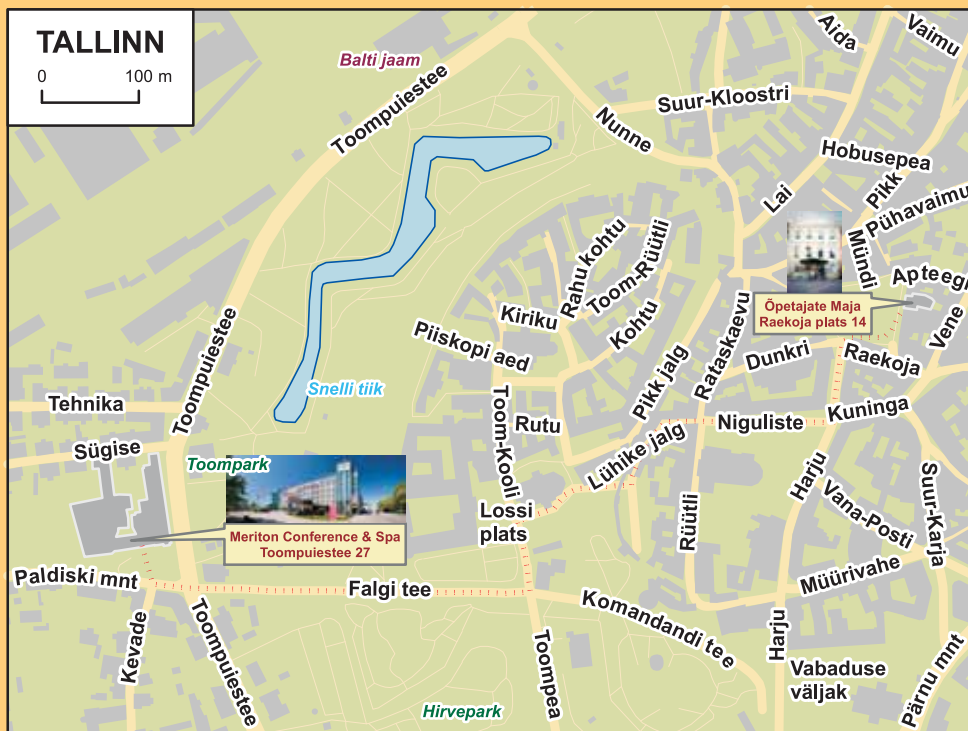 TALLINN
0 100 m
Balti jaam
Toompuiestee
Aida
Vaimu
Suur-Kloostri
Nunne
Hobusepea
Lai
Pikk
Pühavaimu
Mündi
Apteegi
Õpetajate Maja
Raekoja plats 14
Vene
Rahukohtu
Toom-Rüütli
Kiriku
Kohtu
Piiskopi aed
Pikk jalg
Rataskaevu
Dunkri
Raekoja
Toompuiestee
Snelli tiik
Tehnika
Sügise
Toom-Kooli
Rutu
Niguliste
Kuninga
Lühike jalg
Toompark
Harju
Vana-Posti
Suur-Karja
Lossi
plats
Rüütli
Meriton Conference & Spa
Toompuiestee 27
Müürivahe
Paldiski mnt
Falgi tee
Komandandi tee
Kevade
Toompuiestee
Toompea
Harju
Vabaduse
väljak
Pärnu mnt
Hirvepark